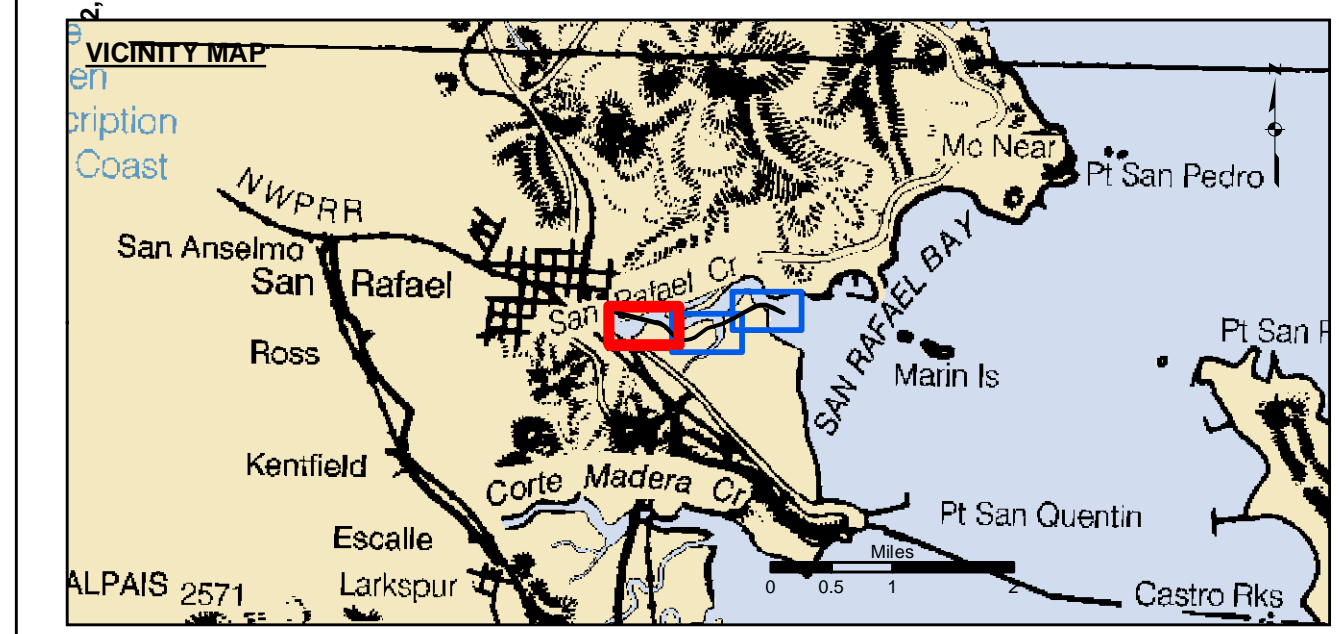 VICINITY MAP
en
cription
Coast
Mc Near
Pt San Pedro
NWPRR
San Anselmo
San Rafael
San Rafael Cr
SAN RAFAEL BAY
Ross
Marin Is
Pt San
Kentfield
Corte Madera Cr
Pt San Quentin
Escalle
Miles
0 0.5 1 2
ALPAIS 2571
Larkspur
Castro Rks